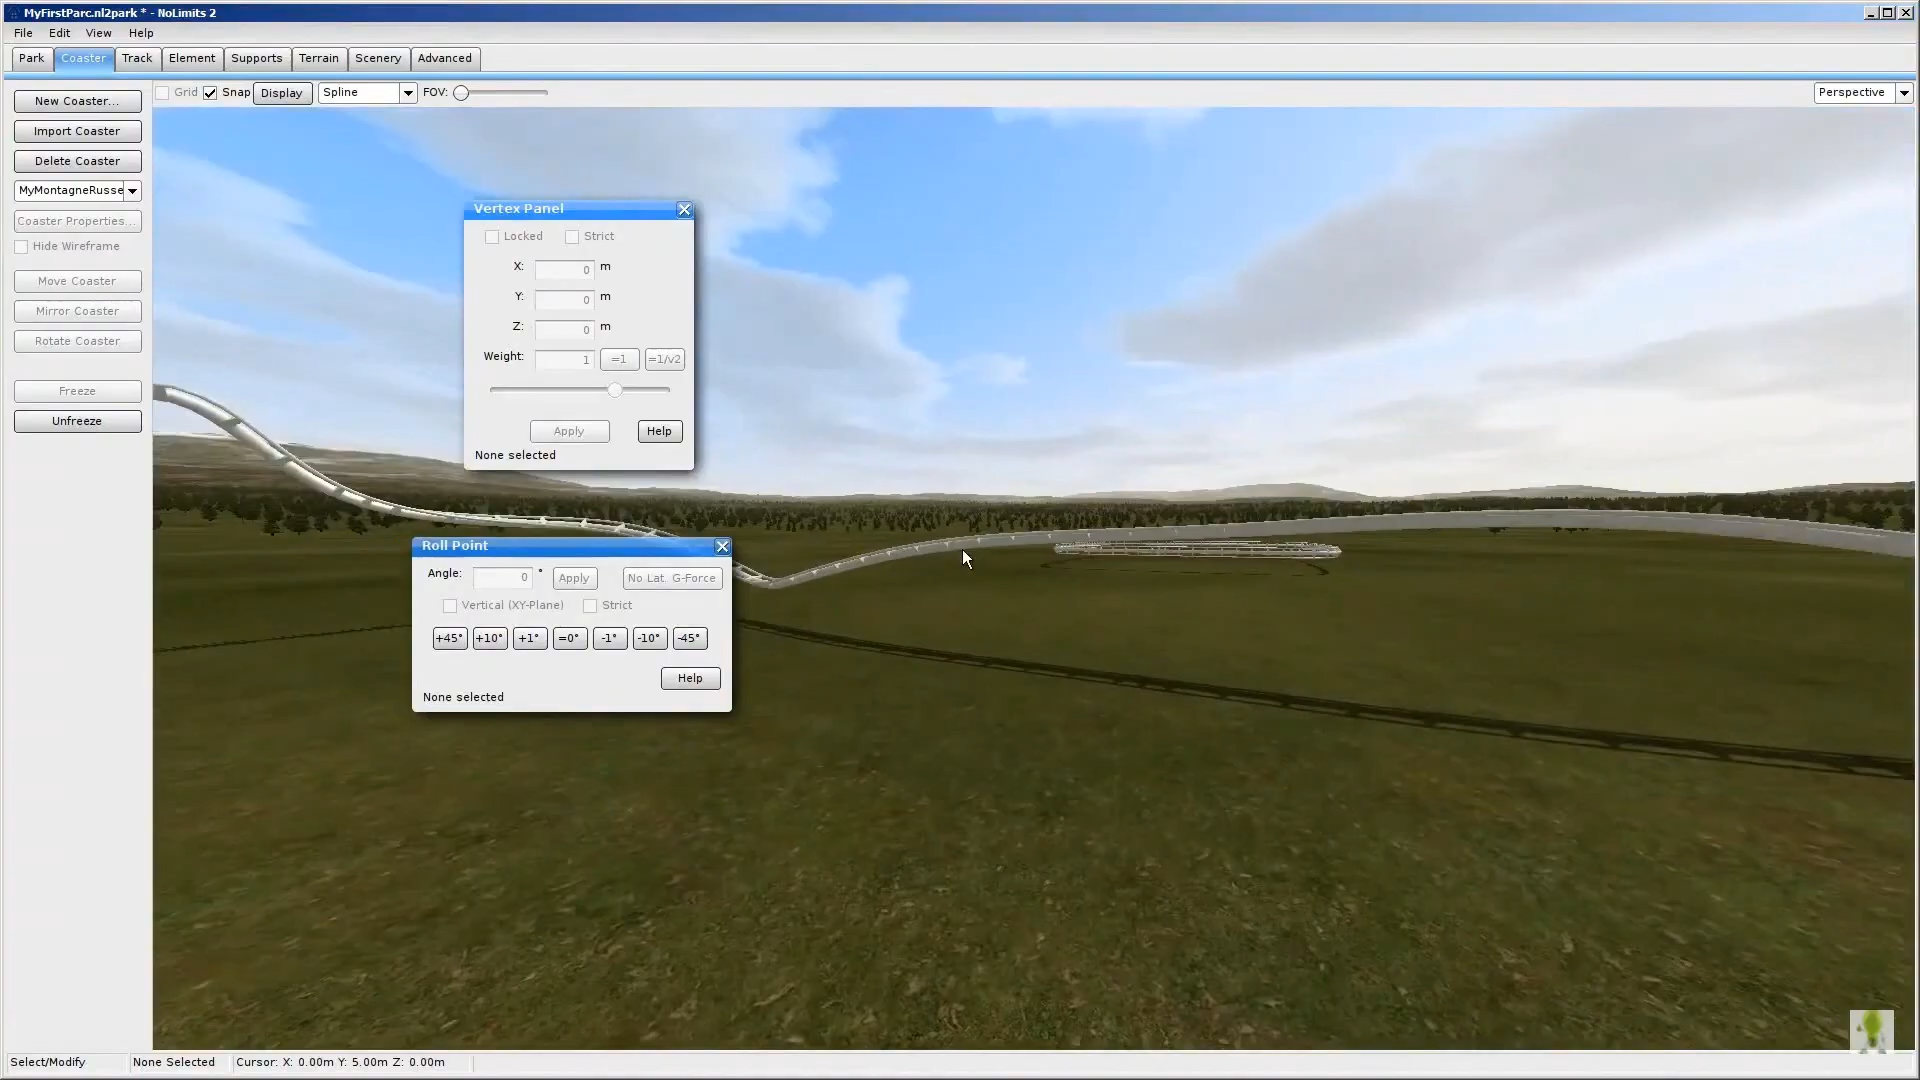 MyFirstParc.nl2park * - NoLimits 2
File Edit View Help
Park Coaster Track Element Supports Terrain Scenery Advanced
Grid Snap Display Spline FOV: Perspective
New Coaster...
Import Coaster
Delete Coaster
MyMontagneRusse
Coaster Properties...
Hide Wireframe
Move Coaster
Mirror Coaster
Rotate Coaster
Freeze
Unfreeze
Vertex Panel
Locked Strict
X: 0 m
Y: 0 m
Z: 0 m
Weight: 1 =1 =1/v2
Apply Help
None selected
Roll Point
Angle: 0 ° Apply No Lat. G-Force
Vertical (XY-Plane) Strict
+45° +10° +1° =0° -1° -10° -45°
Help
None selected
Select/Modify None Selected Cursor: X: 0.00m Y: 5.00m Z: 0.00m